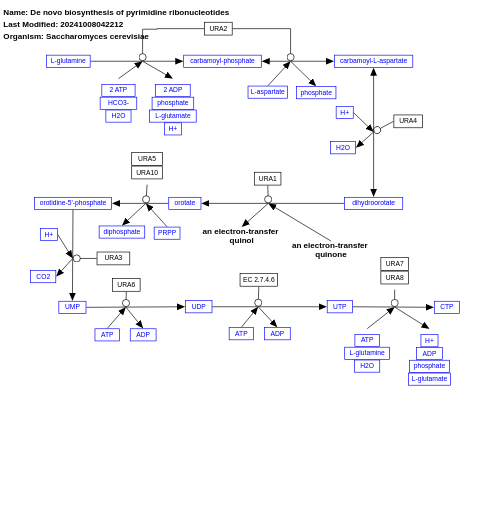 Name: De novo biosynthesis of pyrimidine ribonucleotides
Last Modified: 20241008042212
Organism: Saccharomyces cerevisiae
URA2
L-glutamine
carbamoyl-phosphate
carbamoyl-L-aspartate
2 ATP
HCO3-
H2O
2 ADP
phosphate
L-glutamate
H+
L-aspartate
phosphate
H+
URA4
H2O
URA5
URA10
URA1
orotidine-5'-phosphate
orotate
dihydroorotate
H+
diphosphate
PRPP
an electron-transfer
quinol
an electron-transfer
quinone
URA3
CO2
URA6
EC 2.7.4.6
URA7
URA8
UMP
UDP
UTP
CTP
ATP
ADP
ATP
ADP
ATP
L-glutamine
H2O
H+
ADP
phosphate
L-glutamate